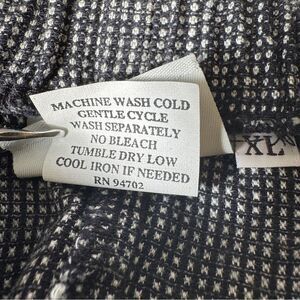 MACHINE WASH COLD
GENTLE CYCLE
WASH SEPARATELY
NO BLEACH
TUMBLE DRY LOW
COOL IRON IF NEEDED
RN 94702
XL